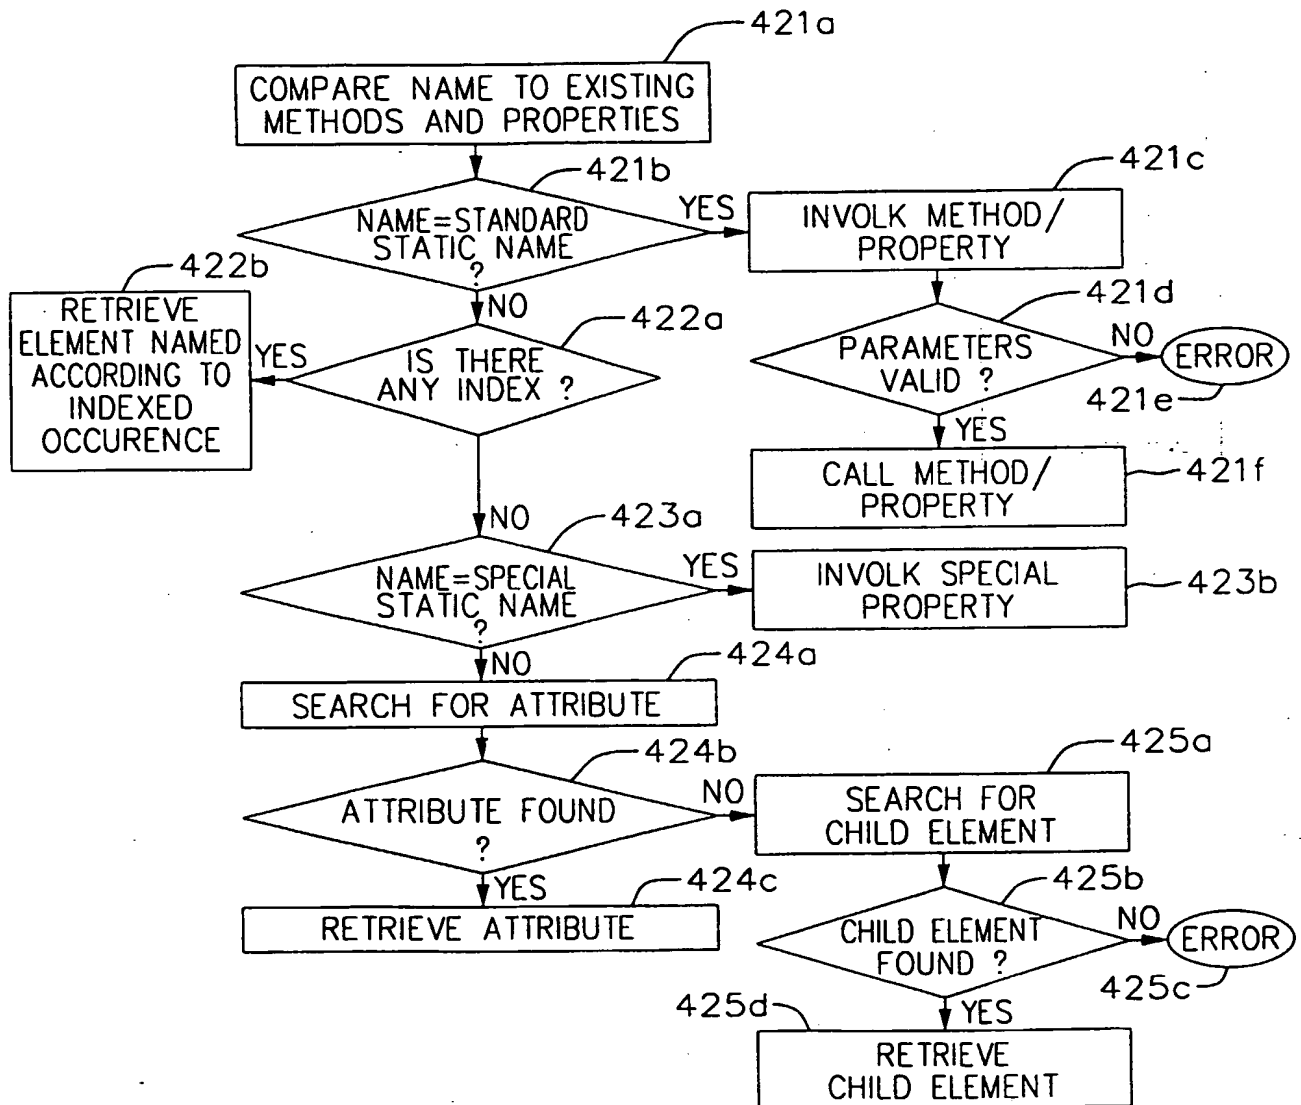 421a
COMPARE NAME TO EXISTING
METHODS AND PROPERTIES
421b
NAME=STANDARD
STATIC NAME
?
YES
NO
421c
INVOLK METHOD/
PROPERTY
421d
PARAMETERS
VALID ?
NO
ERROR
421e
YES
CALL METHOD/
PROPERTY
421f
422b
RETRIEVE
ELEMENT NAMED
ACCORDING TO
INDEXED
OCCURENCE
YES
422a
IS THERE
ANY INDEX ?
NO
423a
NAME=SPECIAL
STATIC NAME
?
YES
INVOLK SPECIAL
PROPERTY
423b
NO
424a
SEARCH FOR ATTRIBUTE
424b
ATTRIBUTE FOUND
?
NO
YES
424c
RETRIEVE ATTRIBUTE
425a
SEARCH FOR
CHILD ELEMENT
425b
CHILD ELEMENT
FOUND ?
NO
ERROR
425c
YES
425d
RETRIEVE
CHILD ELEMENT